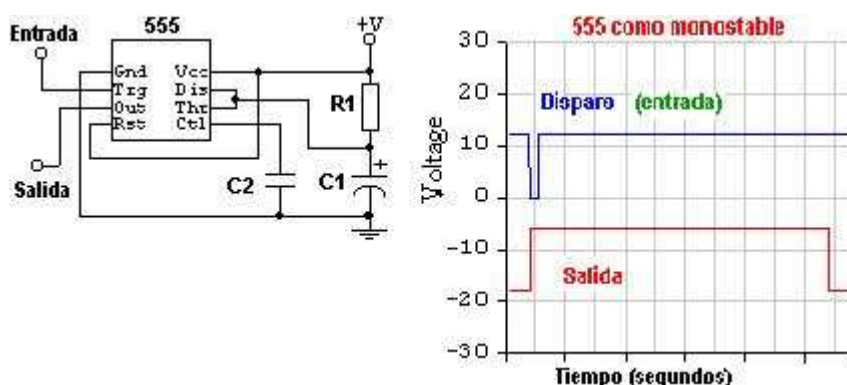 555
+V
Entrada
Gnd Vcc
Trg Dis
Out Thr
Rst Ctl
R1
Salida
C2
C1
+
555 como monostable
30
20
10
0
-10
-20
-30
Voltage
Disparo (entrada)
Salida
Tiempo (segundos)